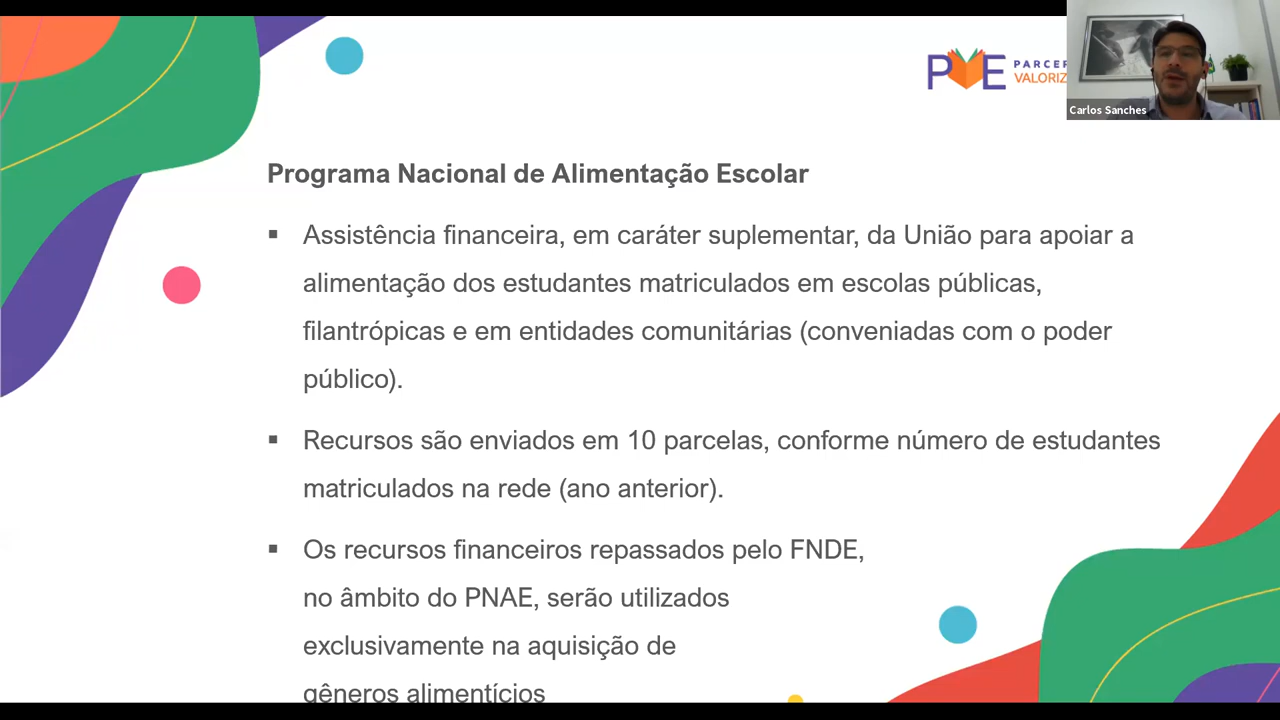 PVE PARCER
VALORIZ
Carlos Sanches
Programa Nacional de Alimentação Escolar
▪ Assistência financeira, em caráter suplementar, da União para apoiar a
alimentação dos estudantes matriculados em escolas públicas,
filantrópicas e em entidades comunitárias (conveniadas com o poder
público).
▪ Recursos são enviados em 10 parcelas, conforme número de estudantes
matriculados na rede (ano anterior).
▪ Os recursos financeiros repassados pelo FNDE,
no âmbito do PNAE, serão utilizados
exclusivamente na aquisição de
gêneros alimentícios